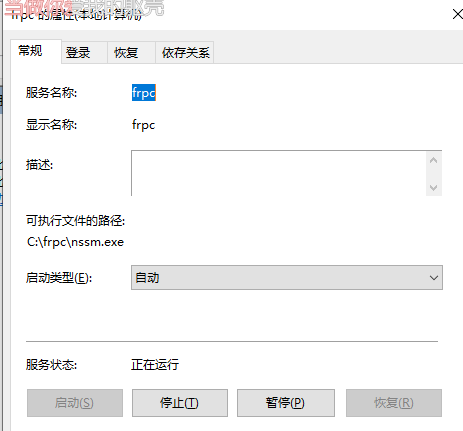 frpc 的属性(本地计算机)
常规 登录 恢复 依存关系
服务名称: frpc
显示名称: frpc
描述:
可执行文件的路径:
C:\frpc\nssm.exe
启动类型(E): 自动
服务状态: 正在运行
启动(S) 停止(T) 暂停(P) 恢复(R)